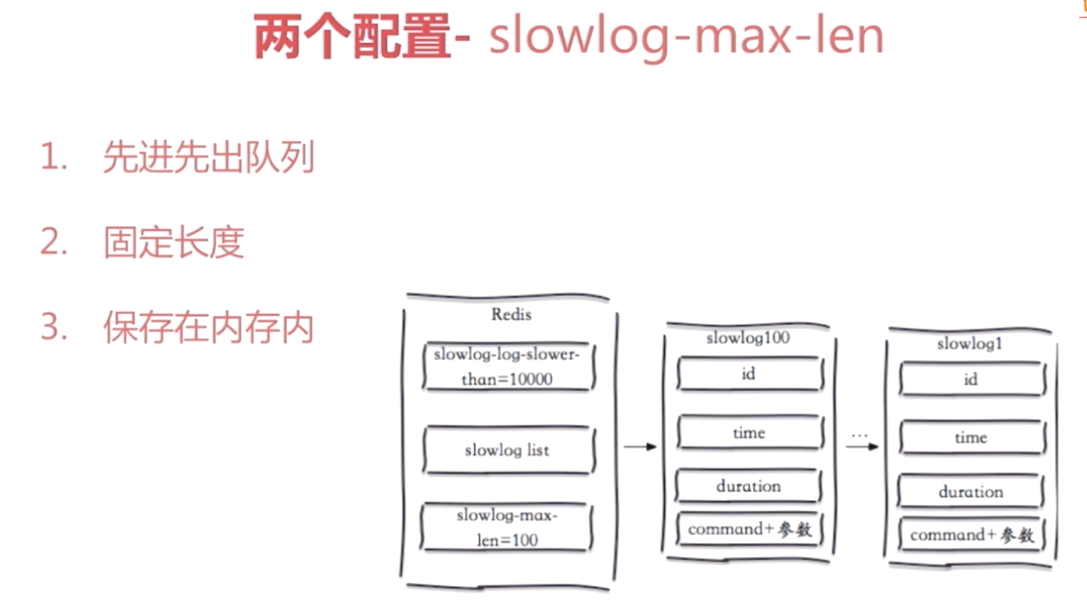 两个配置- slowlog-max-len
1. 先进先出队列
2. 固定长度
3. 保存在内存内
Redis
slowlog-log-slower-
than=10000
slowlog list
slowlog-max-
len=100
slowlog100
id
time
duration
command+参数
...
slowlog1
id
time
duration
command+参数